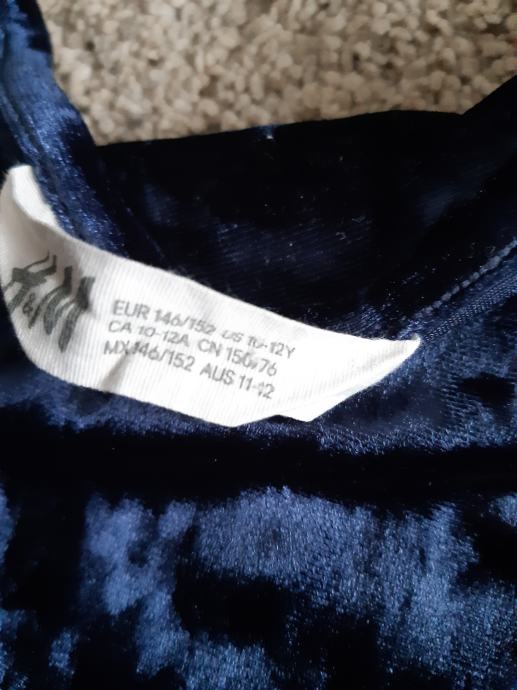 H&M
EUR 146/152 US 10-12Y
CA 10-12A CN 150/76
MX 146/152 AUS 11-12